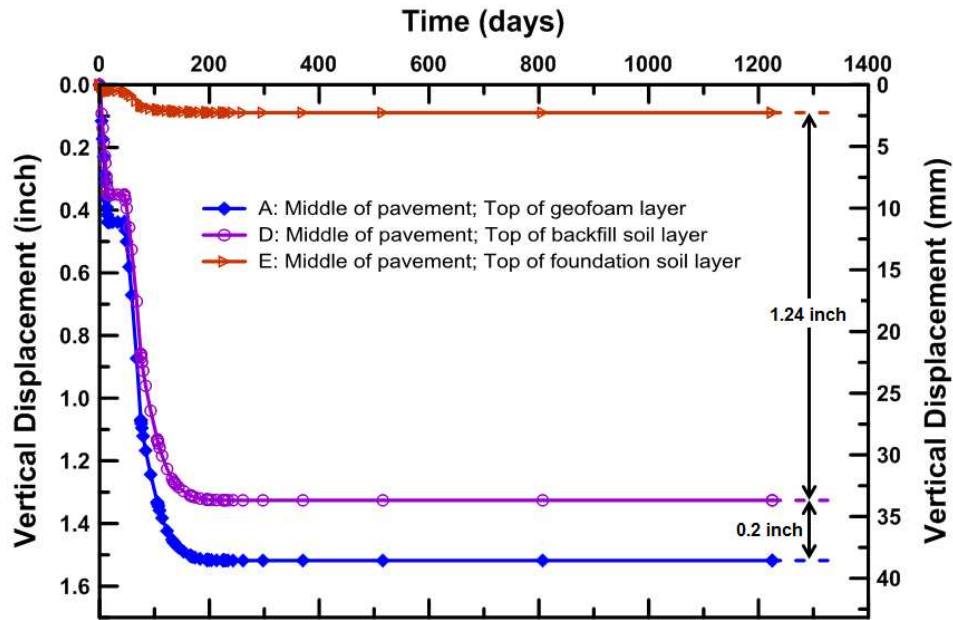 Time (days)
0 200 400 600 800 1000 1200 1400
Vertical Displacement (inch)
0.0
0.2
0.4
0.6
0.8
1.0
1.2
1.4
1.6
A: Middle of pavement; Top of geofoam layer
D: Middle of pavement; Top of backfill soil layer
E: Middle of pavement; Top of foundation soil layer
1.24 inch
0.2 inch
0
5
10
15
20
25
30
35
40
Vertical Displacement (mm)